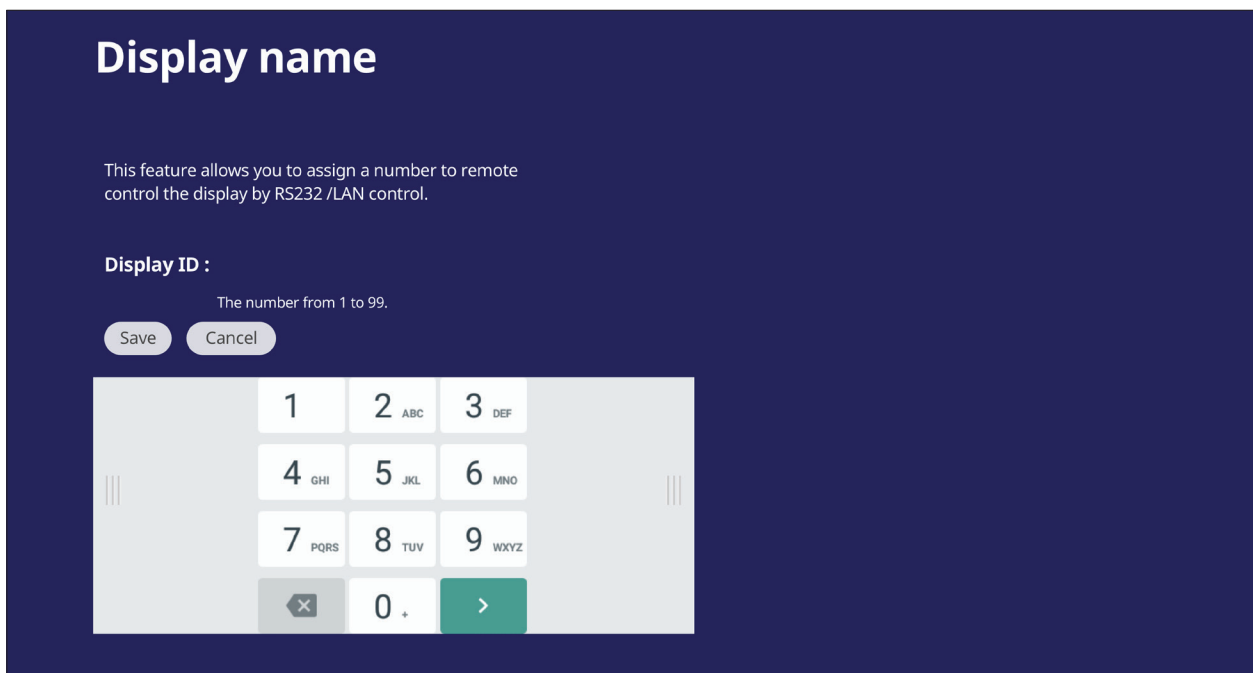 Display name
This feature allows you to assign a number to remote
control the display by RS232 /LAN control.
Display ID :
The number from 1 to 99.
Save Cancel
1 2 ABC 3 DEF
4 GHI 5 JKL 6 MNO
7 PQRS 8 TUV 9 WXYZ
0 +